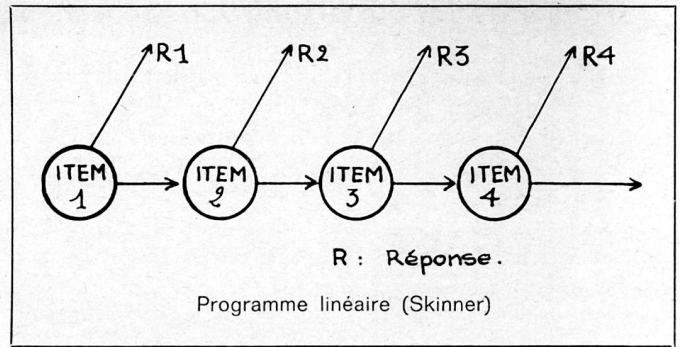 R1 R2 R3 R4
ITEM 1 ITEM 2 ITEM 3 ITEM 4
R : Réponse.
Programme linéaire (Skinner)